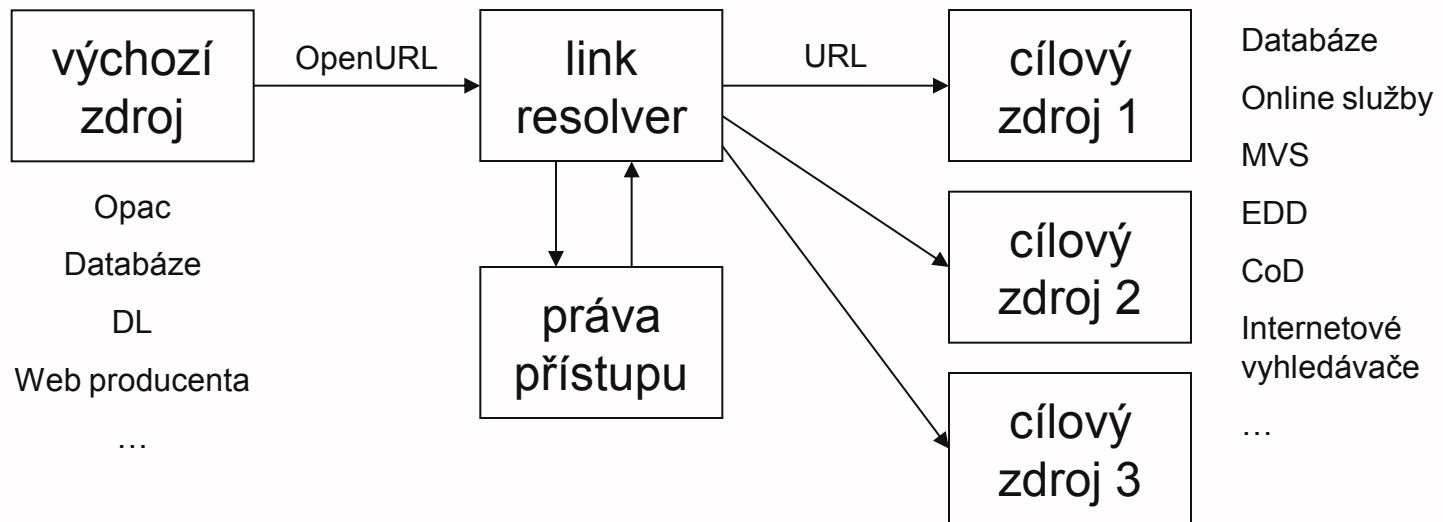 výchozí
zdroj
OpenURL
link
resolver
URL
cílový
zdroj 1
Opac
Databáze
DL
Web producenta
…
práva
přístupu
cílový
zdroj 2
cílový
zdroj 3
Databáze
Online služby
MVS
EDD
CoD
Internetové
vyhledávače
…